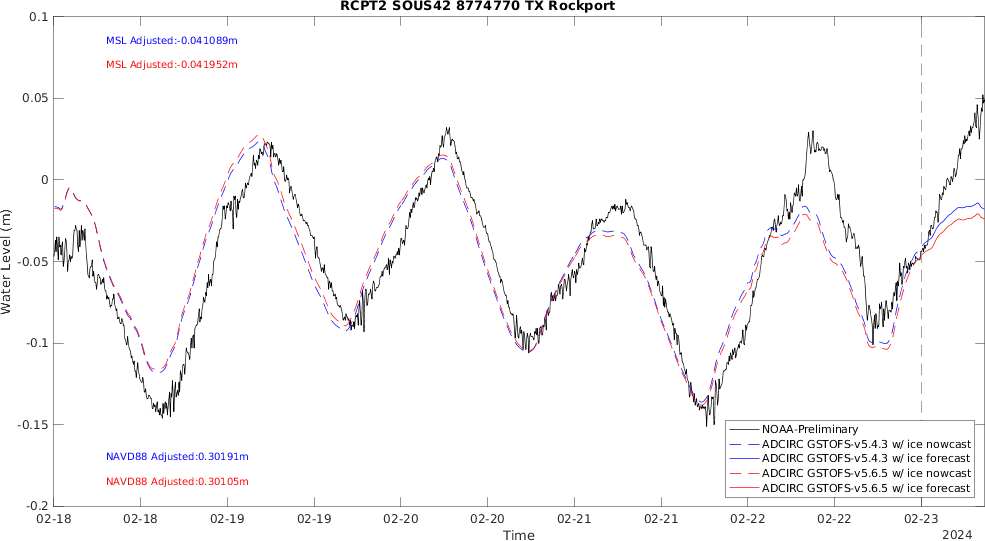 RCPT2 SOUS42 8774770 TX Rockport
MSL Adjusted:-0.041089m
MSL Adjusted:-0.041952m
NAVD88 Adjusted:0.30191m
NAVD88 Adjusted:0.30105m
Water Level (m)
0.1
0.05
0
-0.05
-0.1
-0.15
-0.2
NOAA-Preliminary
ADCIRC GSTOFS-v5.4.3 w/ ice nowcast
ADCIRC GSTOFS-v5.4.3 w/ ice forecast
ADCIRC GSTOFS-v5.6.5 w/ ice nowcast
ADCIRC GSTOFS-v5.6.5 w/ ice forecast
02-18 02-18 02-19 02-19 02-20 02-20 02-21 02-21 02-22 02-22 02-23
Time
2024